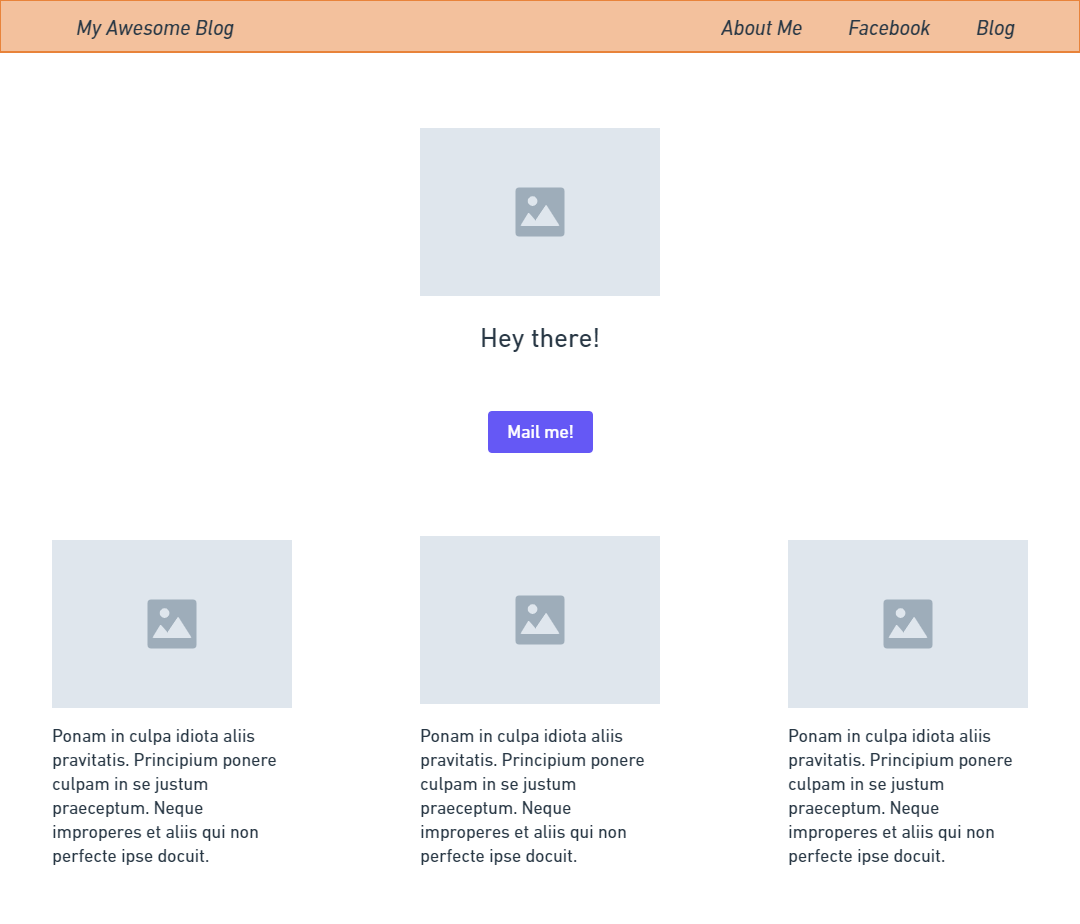 My Awesome Blog About Me Facebook Blog
Hey there!
Mail me!
Ponam in culpa idiota aliis
pravitatis. Principium ponere
culpam in se justum
praeceptum. Neque
improperes et aliis qui non
perfecte ipse docuit.
Ponam in culpa idiota aliis
pravitatis. Principium ponere
culpam in se justum
praeceptum. Neque
improperes et aliis qui non
perfecte ipse docuit.
Ponam in culpa idiota aliis
pravitatis. Principium ponere
culpam in se justum
praeceptum. Neque
improperes et aliis qui non
perfecte ipse docuit.